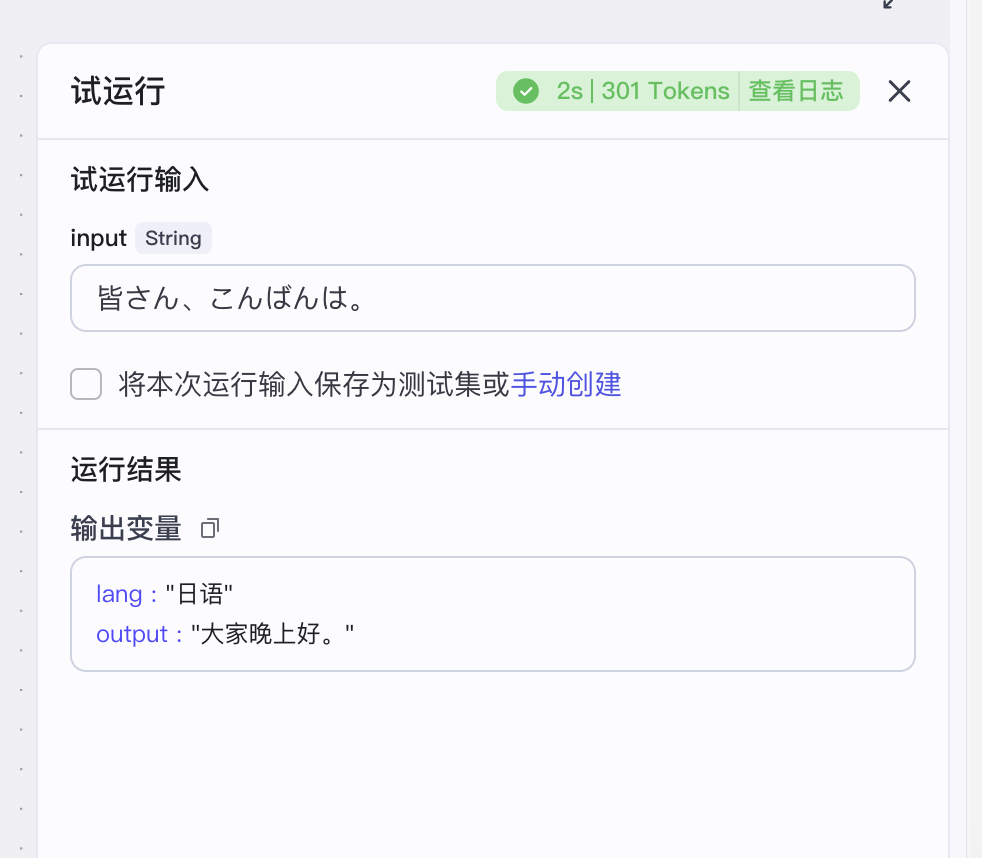 试运行
2s | 301 Tokens 查看日志
试运行输入
input String
皆さん、こんばんは。
将本次运行输入保存为测试集或手动创建
运行结果
输出变量
lang : "日语"
output : "大家晚上好。"